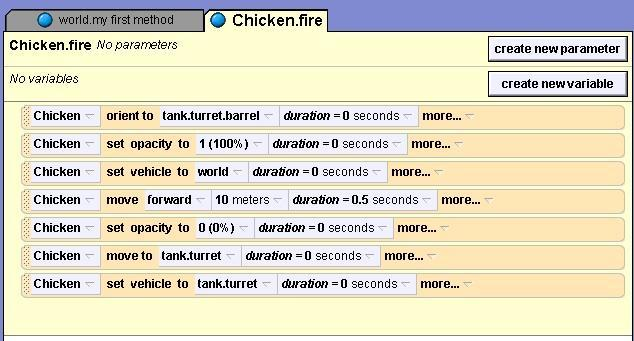 world.my first method Chicken.fire
Chicken.fire No parameters create new parameter
No variables create new variable
Chicken orient to tank.turret.barrel duration = 0 seconds more...
Chicken set opacity to 1 (100%) duration = 0 seconds more...
Chicken set vehicle to world duration = 0 seconds more...
Chicken move forward 10 meters duration = 0.5 seconds more...
Chicken set opacity to 0 (0%) duration = 0 seconds more...
Chicken move to tank.turret duration = 0 seconds more...
Chicken set vehicle to tank.turret duration = 0 seconds more...